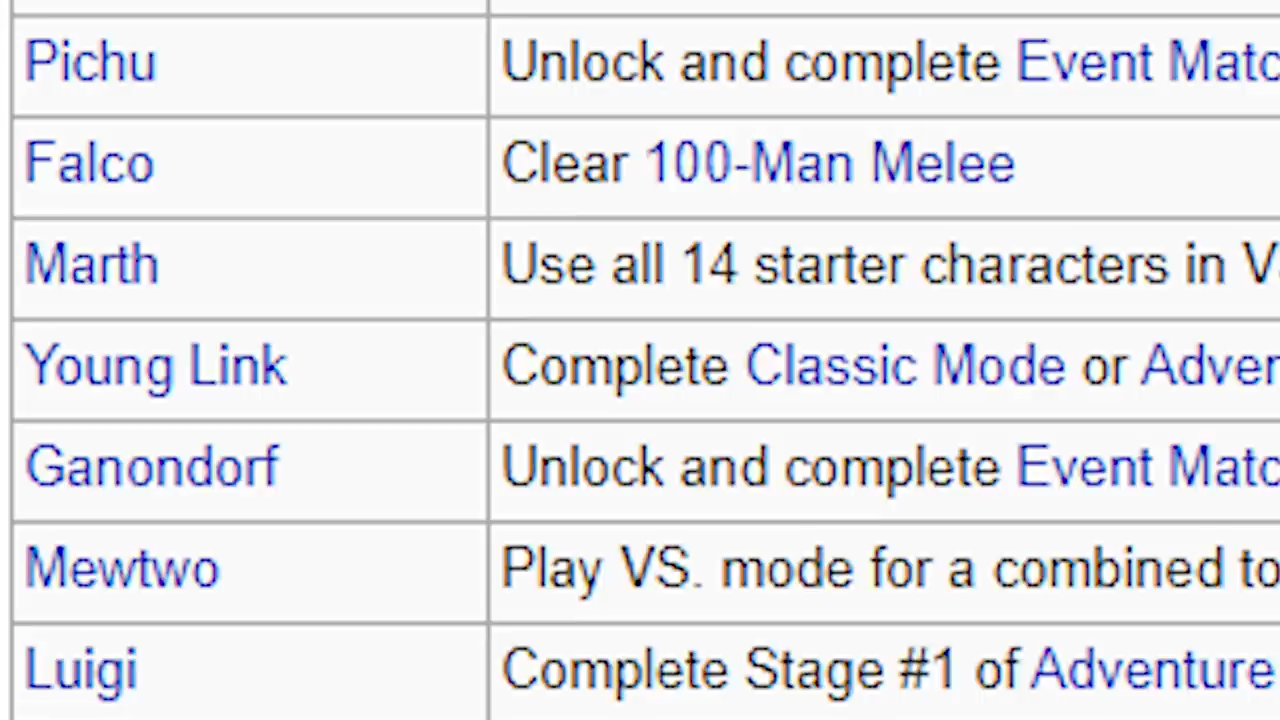 Pichu Unlock and complete Event Matc
Falco Clear 100-Man Melee
Marth Use all 14 starter characters in V
Young Link Complete Classic Mode or Adver
Ganondorf Unlock and complete Event Matc
Mewtwo Play VS. mode for a combined to
Luigi Complete Stage #1 of Adventure